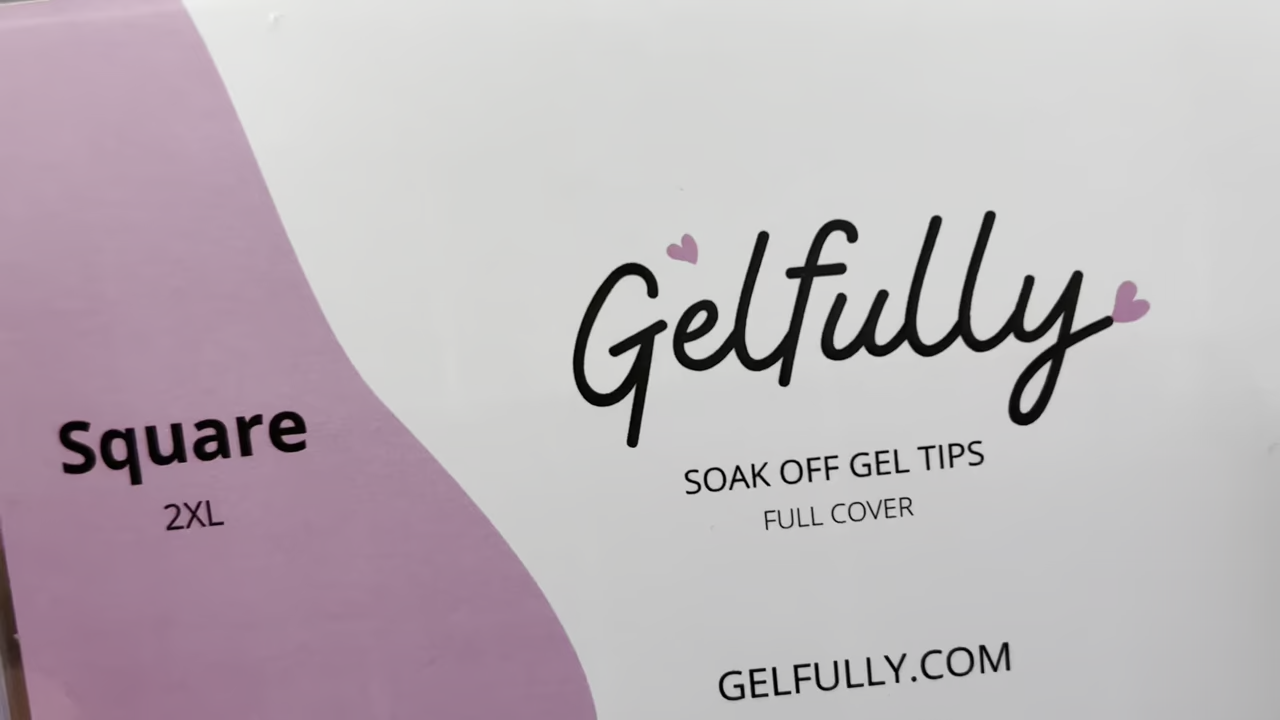 Square
2XL
Gelfully
SOAK OFF GEL TIPS
FULL COVER
GELFULLY.COM